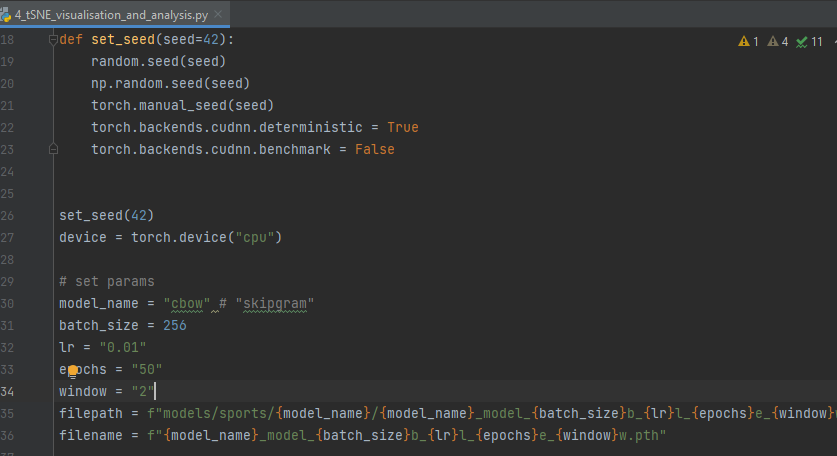 4_tSNE_visualisation_and_analysis.py
18 def set_seed(seed=42):
1 4 11
19 random.seed(seed)
20 np.random.seed(seed)
21 torch.manual_seed(seed)
22 torch.backends.cudnn.deterministic = True
23 torch.backends.cudnn.benchmark = False
24
25
26 set_seed(42)
27 device = torch.device("cpu")
28
29 # set params
30 model_name = "cbow" # "skipgram"
31 batch_size = 256
32 lr = "0.01"
33 epochs = "50"
34 window = "2"
35 filepath = f"models/sports/{model_name}/{model_name}_model_{batch_size}b_{lr}l_{epochs}e_{window}
36 filename = f"{model_name}_model_{batch_size}b_{lr}l_{epochs}e_{window}w.pth"